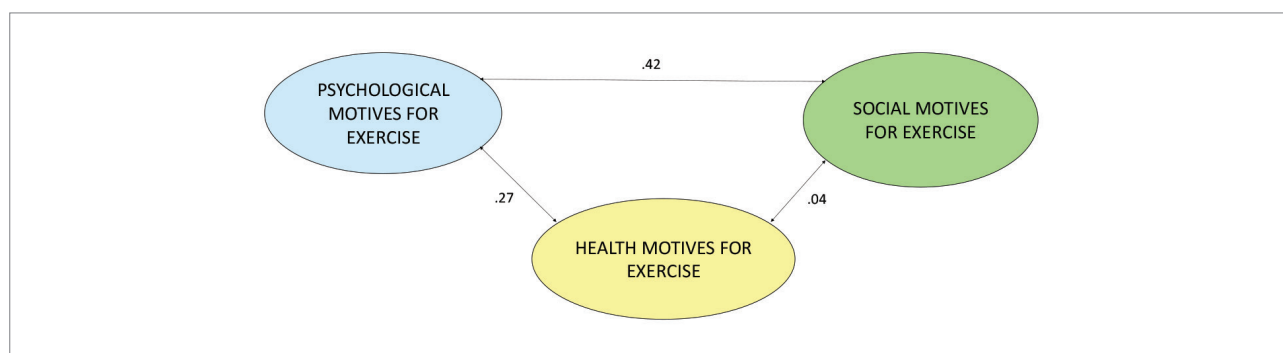 .42
PSYCHOLOGICAL
MOTIVES FOR
EXERCISE
SOCIAL MOTIVES
FOR EXERCISE
.27
.04
HEALTH MOTIVES FOR
EXERCISE